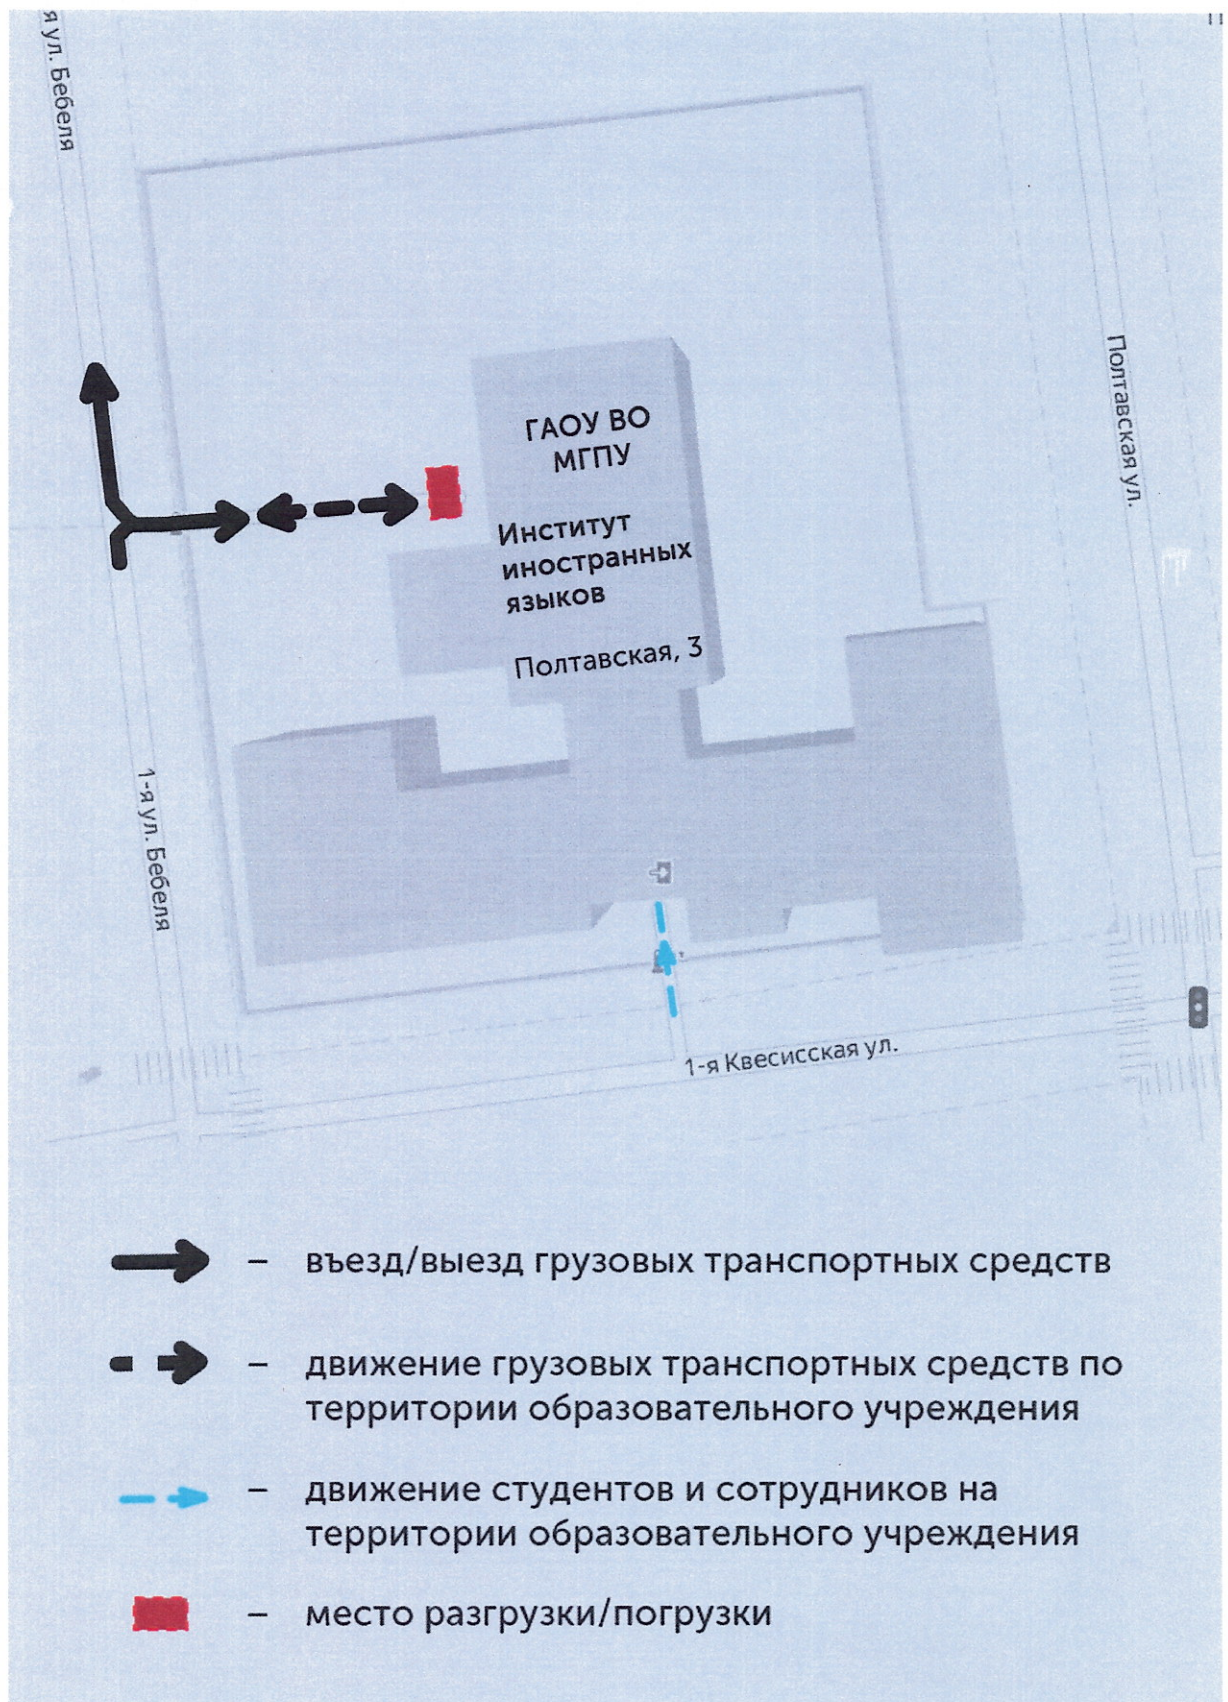 я ул. Бебеля
Полтавская ул.
ГАОУ ВО
МГПУ
Институт
иностранных
языков
Полтавская, 3
1-я ул. Бебеля
1-я Квесисская ул.
– въезд/выезд грузовых транспортных средств
– движение грузовых транспортных средств по
территории образовательного учреждения
– движение студентов и сотрудников на
территории образовательного учреждения
– место разгрузки/погрузки